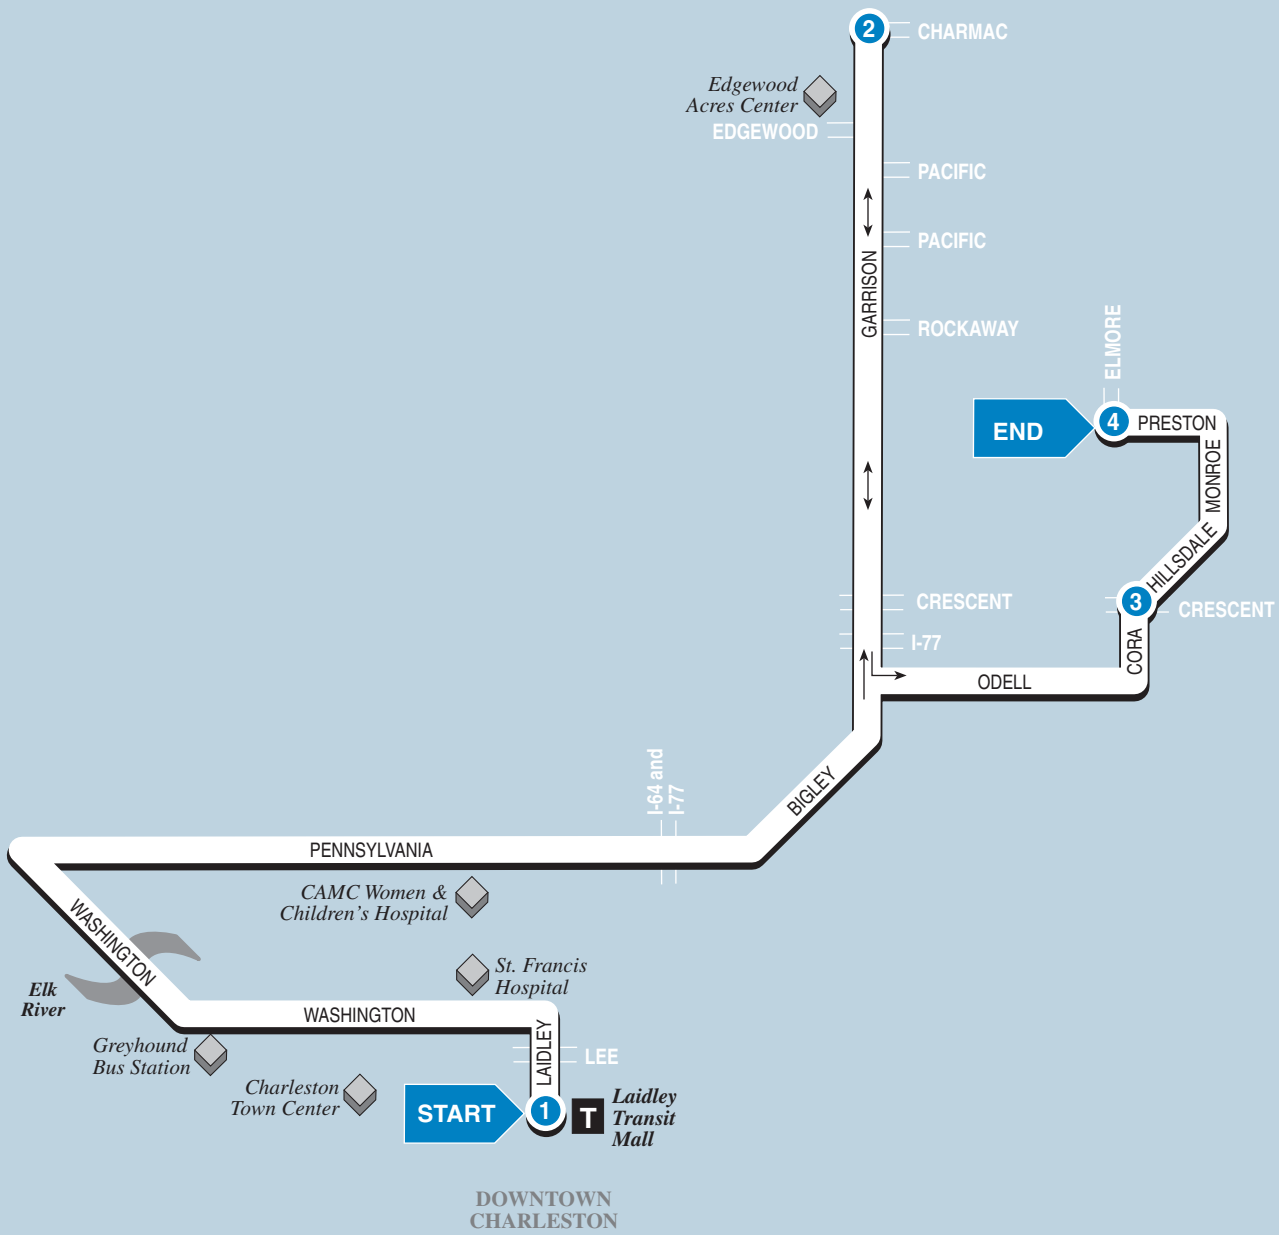 2
CHARMAC
Edgewood
Acres Center
EDGEWOOD
PACIFIC
PACIFIC
GARRISON
ROCKAWAY
ELMORE
END
4
PRESTON
MONROE
HILLSDALE
3
CRESCENT
CRESCENT
CORA
I-77
ODELL
I-64 and
I-77
BIGLEY
PENNSYLVANIA
CAMC Women &
Children's Hospital
WASHINGTON
St. Francis
Hospital
Elk
River
WASHINGTON
Greyhound
Bus Station
LAIDLEY
LEE
Charleston
Town Center
START
1
T
Laidley
Transit
Mall
DOWNTOWN
CHARLESTON